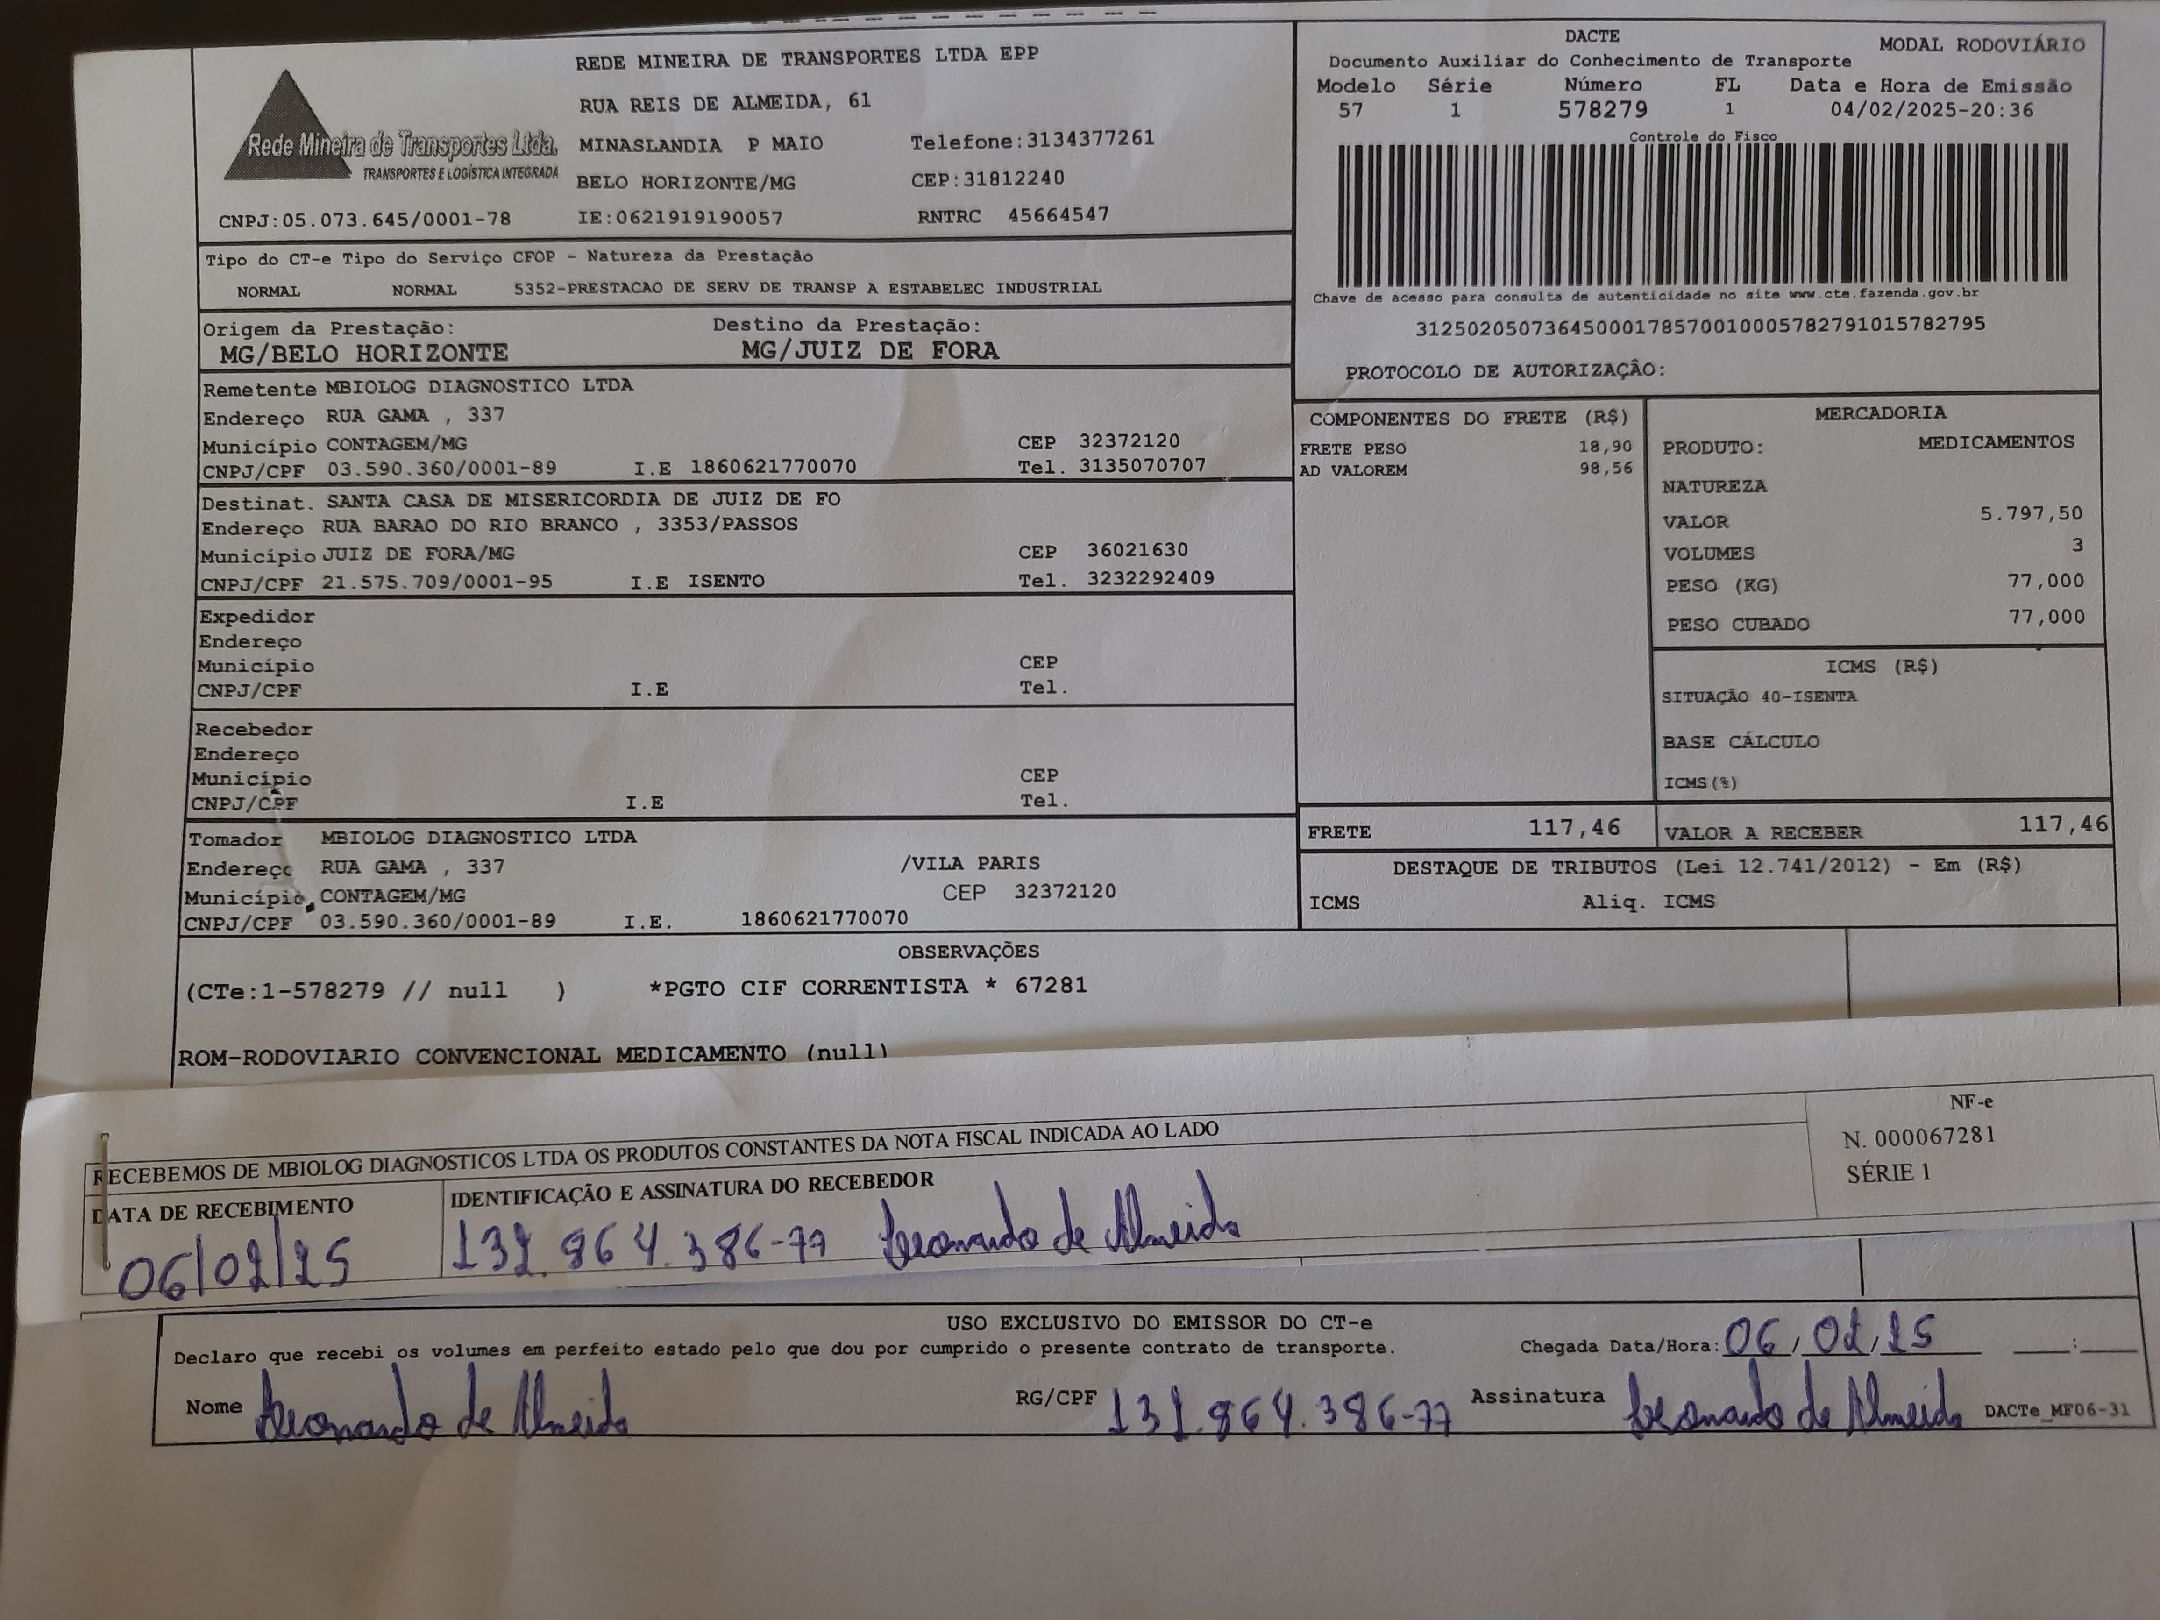 REDE MINEIRA DE TRANSPORTES LTDA EPP
RUA REIS DE ALMEIDA, 61
Rede Mineira de Transportes Ltda.
TRANSPORTES E LOGÍSTICA INTEGRADA
MINASLANDIA P MAIO Telefone:3134377261
BELO HORIZONTE/MG CEP:31812240
CNPJ:05.073.645/0001-78 IE:0621919190057 RNTRC 45664547
DACTE MODAL RODOVIÁRIO
Documento Auxiliar do Conhecimento de Transporte
Modelo Série Número FL Data e Hora de Emissão
57 1 578279 1 04/02/2025-20:36
Controle do Fisco
Chave de acesso para consulta de autenticidade no site www.cte.fazenda.gov.br
31250205073645000178570010005782791015782795
PROTOCOLO DE AUTORIZAÇÂO:
Tipo do CT-e Tipo do Serviço CFOP - Natureza da Prestação
NORMAL NORMAL 5352-PRESTACAO DE SERV DE TRANSP A ESTABELEC INDUSTRIAL
Origem da Prestação: Destino da Prestação:
MG/BELO HORIZONTE MG/JUIZ DE FORA
Remetente MBIOLOG DIAGNOSTICO LTDA
Endereço RUA GAMA , 337
Município CONTAGEM/MG CEP 32372120
CNPJ/CPF 03.590.360/0001-89 I.E 1860621770070 Tel. 3135070707
Destinat. SANTA CASA DE MISERICORDIA DE JUIZ DE FO
Endereço RUA BARAO DO RIO BRANCO , 3353/PASSOS
Município JUIZ DE FORA/MG CEP 36021630
CNPJ/CPF 21.575.709/0001-95 I.E ISENTO Tel. 3232292409
Expedidor
Endereço
Município CEP
CNPJ/CPF I.E Tel.
Recebedor
Endereço
Município CEP
CNPJ/CPF I.E Tel.
Tomador MBIOLOG DIAGNOSTICO LTDA
Endereço RUA GAMA , 337 /VILA PARIS
Município CONTAGEM/MG CEP 32372120
CNPJ/CPF 03.590.360/0001-89 I.E. 1860621770070
COMPONENTES DO FRETE (R$)
FRETE PESO 18,90
AD VALOREM 98,56
MERCADORIA
PRODUTO: MEDICAMENTOS
NATUREZA
VALOR 5.797,50
VOLUMES 3
PESO (KG) 77,000
PESO CUBADO 77,000
ICMS (R$)
SITUAÇÃO 40-ISENTA
BASE CÁLCULO
ICMS(%)
FRETE 117,46 VALOR A RECEBER 117,46
DESTAQUE DE TRIBUTOS (Lei 12.741/2012) - Em (R$)
ICMS Aliq. ICMS
OBSERVAÇÕES
(CTe:1-578279 // null ) *PGTO CIF CORRENTISTA * 67281
ROM-RODOVIARIO CONVENCIONAL MEDICAMENTO (null)
RECEBEMOS DE MBIOLOG DIAGNOSTICOS LTDA OS PRODUTOS CONSTANTES DA NOTA FISCAL INDICADA AO LADO
NF-e
N. 000067281
SÉRIE 1
DATA DE RECEBIMENTO IDENTIFICAÇÃO E ASSINATURA DO RECEBEDOR
06/02/25 132.864.386-77 Leonardo de Almeida
USO EXCLUSIVO DO EMISSOR DO CT-e
Declaro que recebi os volumes em perfeito estado pelo que dou por cumprido o presente contrato de transporte. Chegada Data/Hora: 06/02/25 :
Nome Leonardo de Almeida RG/CPF 132.864.386-77 Assinatura Leonardo de Almeida DACTe_MF06-31